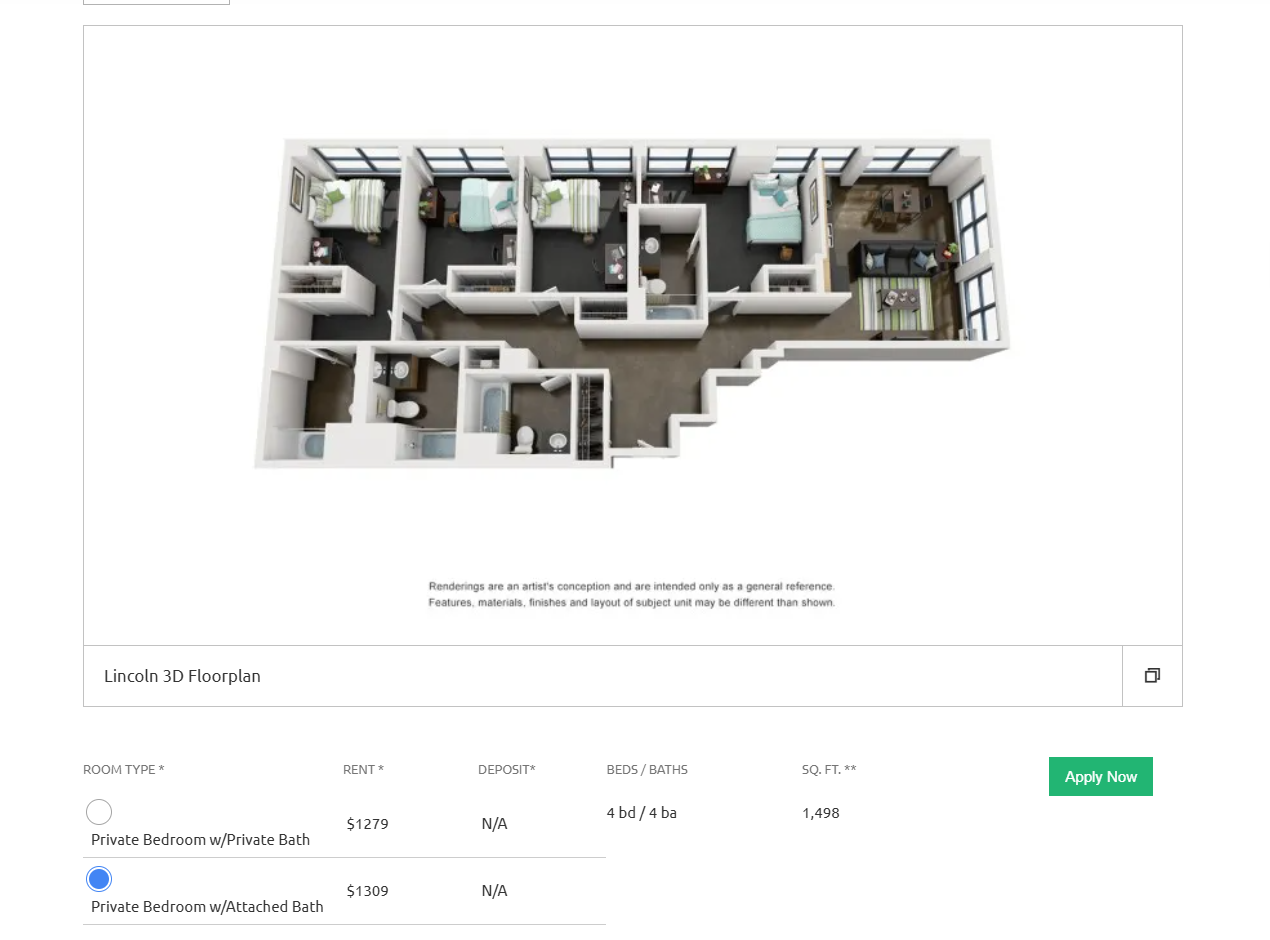 Renderings are an artist's conception and are intended only as a general reference.
Features, materials, finishes and layout of subject unit may be different than shown.
Lincoln 3D Floorplan
ROOM TYPE * RENT * DEPOSIT* BEDS / BATHS SQ. FT. ** Apply Now
4 bd / 4 ba 1,498
Private Bedroom w/Private Bath $1279 N/A
Private Bedroom w/Attached Bath $1309 N/A